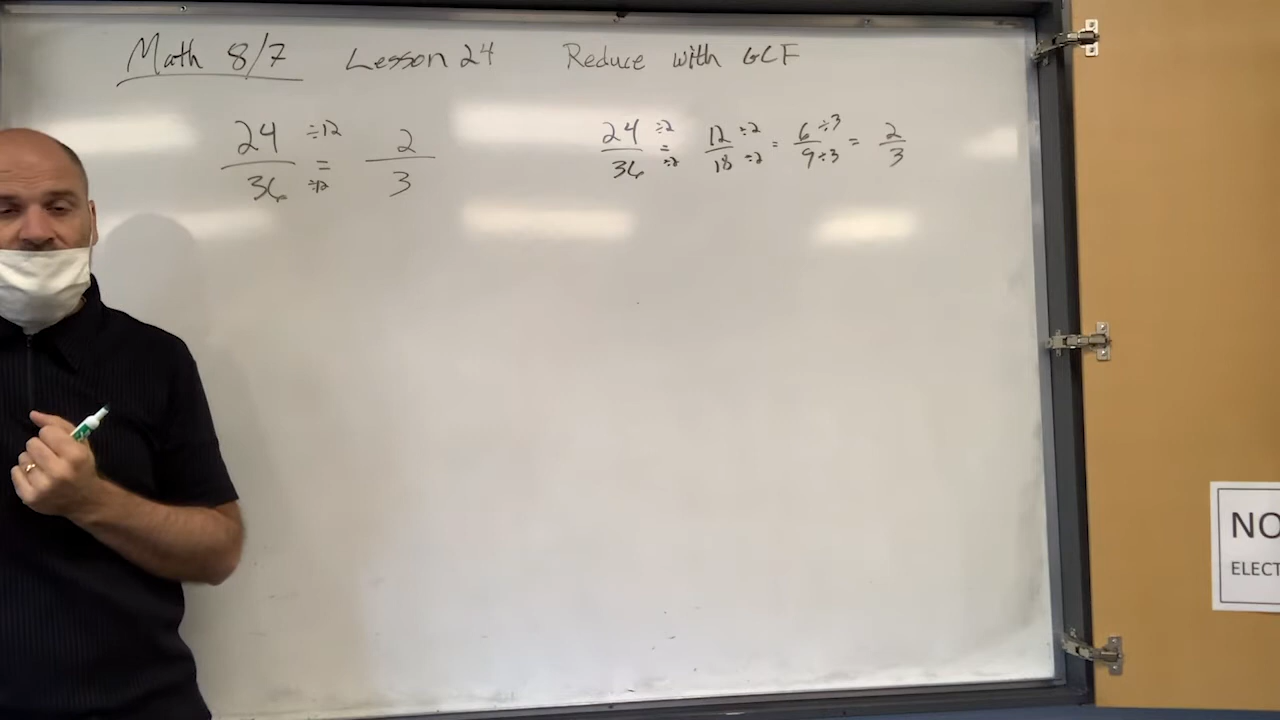 Math 8/7 Lesson 24 Reduce with GCF
24/36 ÷12/÷12 = 2/3
24/36 ÷2/÷2 = 12/18 ÷2/÷2 = 6/9 ÷3/÷3 = 2/3
NO
ELECT